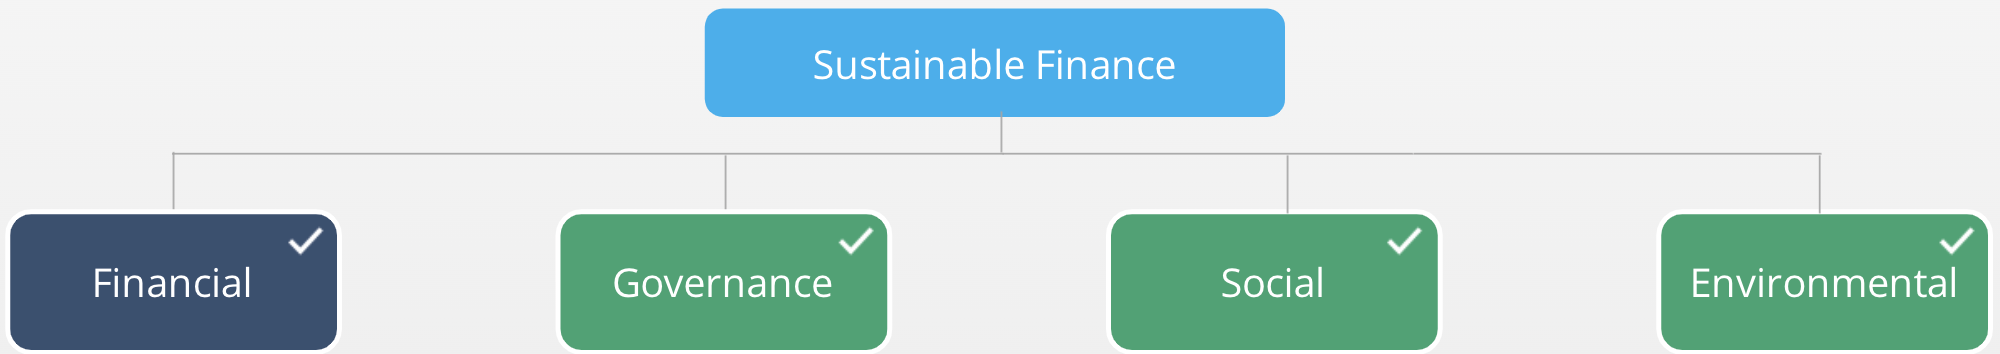 Sustainable Finance
Financial
Governance
Social
Environmental